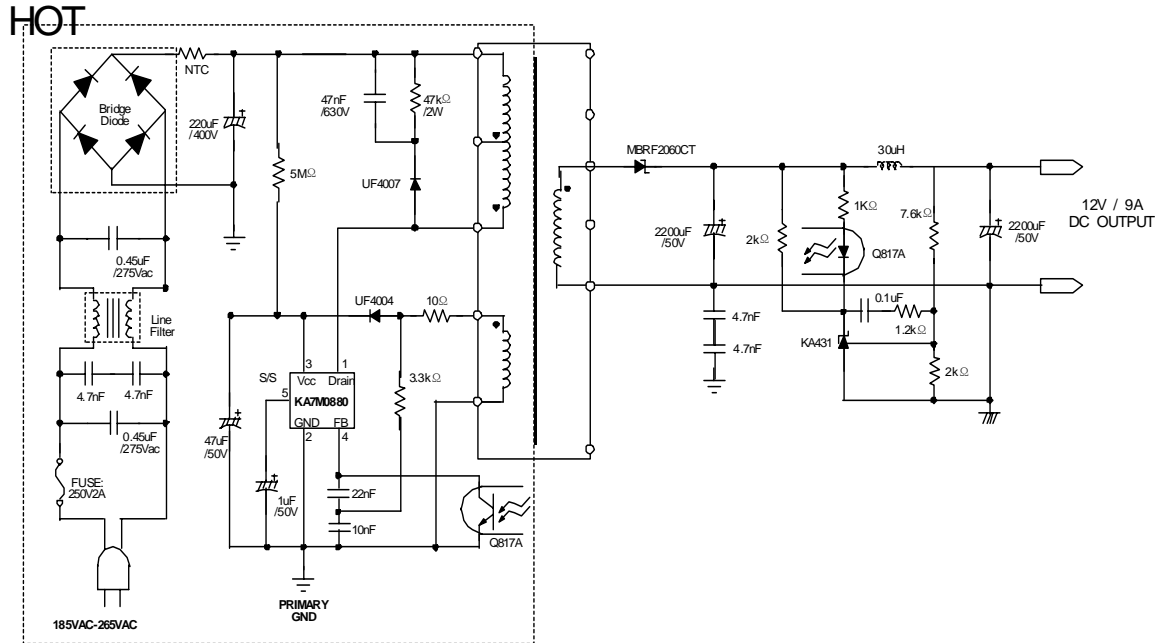 HOT
NTC
Bridge
Diode
220uF
/400V
47nF
/630V
47kΩ
/2W
5MΩ
UF4007
MBRF2060CT
30uH
1KΩ
7.6kΩ
12V / 9A
DC OUTPUT
2200uF
/50V
2kΩ
2200uF
/50V
Q817A
0.45uF
/275Vac
Line
Filter
UF4004
10Ω
4.7nF
0.1uF
1.2kΩ
4.7nF
KA431
2kΩ
4.7nF
4.7nF
S/S
3
1
Vcc
Drain
5
KA7M0880
GND
FB
2
4
3.3kΩ
0.45uF
/275Vac
47uF
/50V
FUSE:
250V2A
1uF
/50V
22nF
10nF
Q817A
PRIMARY
GND
185VAC-265VAC